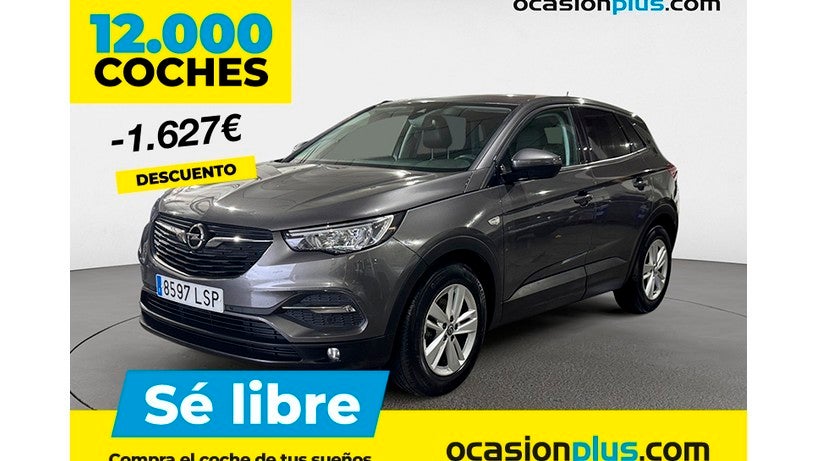 12.000
COCHES
ocasionplus.com
-1.627€
DESCUENTO
8597 LSP
Sé libre
Compra el coche de tus sueños
ocasionplus.com